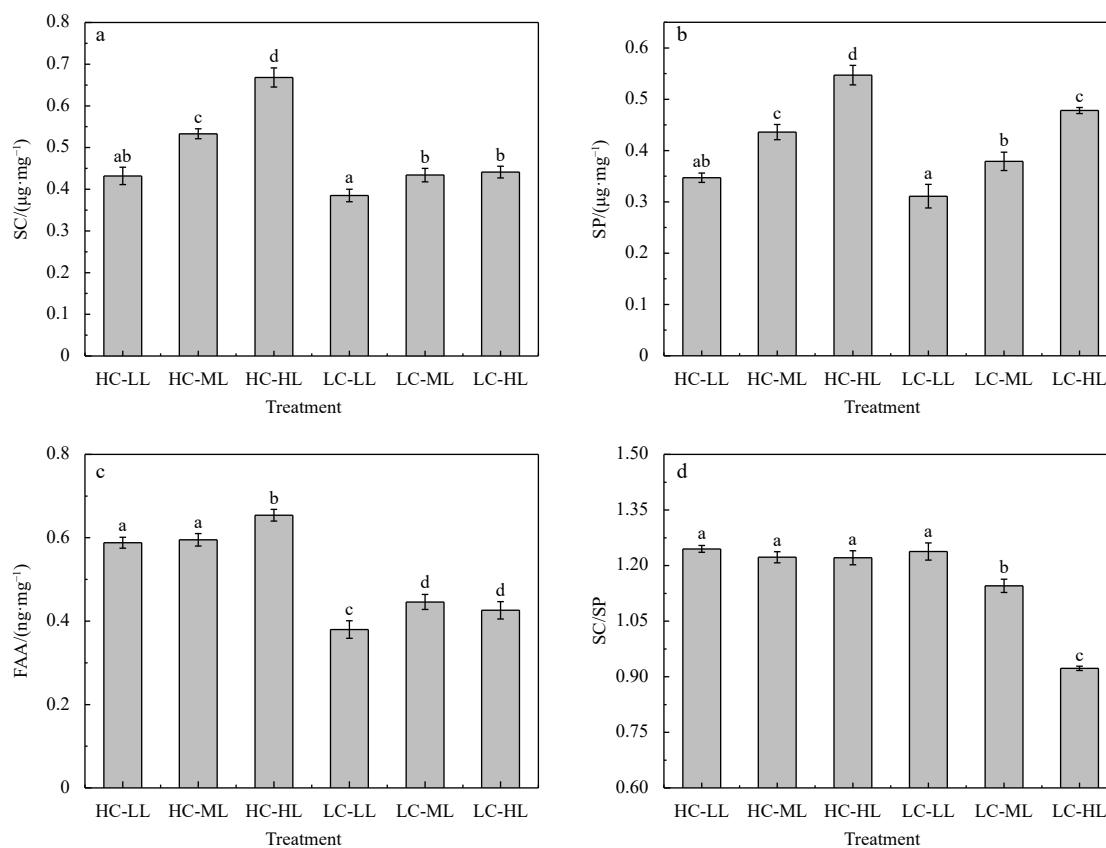 a
SC/(μg·mg⁻¹)
0.8
0.7
0.6
0.5
0.4
0.3
0.2
0.1
0
ab
c
d
a
b
b
HC-LL HC-ML HC-HL LC-LL LC-ML LC-HL
Treatment
b
SP/(μg·mg⁻¹)
0.6
0.5
0.4
0.3
0.2
0.1
0
ab
c
d
a
b
c
HC-LL HC-ML HC-HL LC-LL LC-ML LC-HL
Treatment
c
FAA/(ng·mg⁻¹)
0.8
0.6
0.4
0.2
0
a
a
b
c
d
d
HC-LL HC-ML HC-HL LC-LL LC-ML LC-HL
Treatment
d
SC/SP
1.50
1.35
1.20
1.05
0.90
0.75
0.60
a
a
a
a
b
c
HC-LL HC-ML HC-HL LC-LL LC-ML LC-HL
Treatment